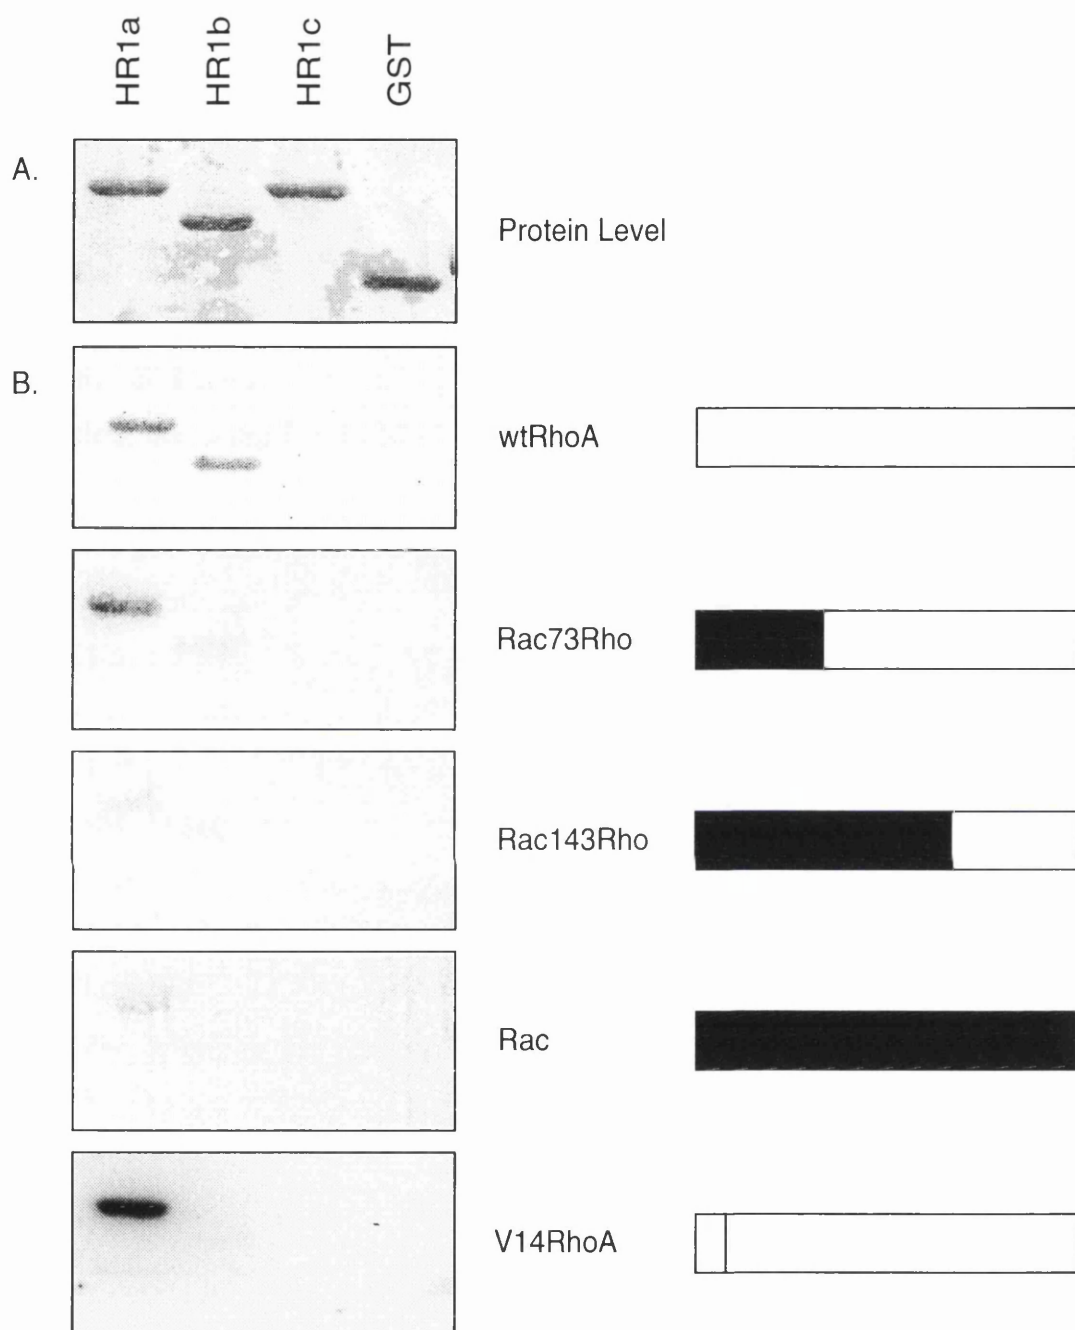 HR1a
HR1b
HR1c
GST
A.
Protein Level
B.
wtRhoA
Rac73Rho
Rac143Rho
Rac
V14RhoA